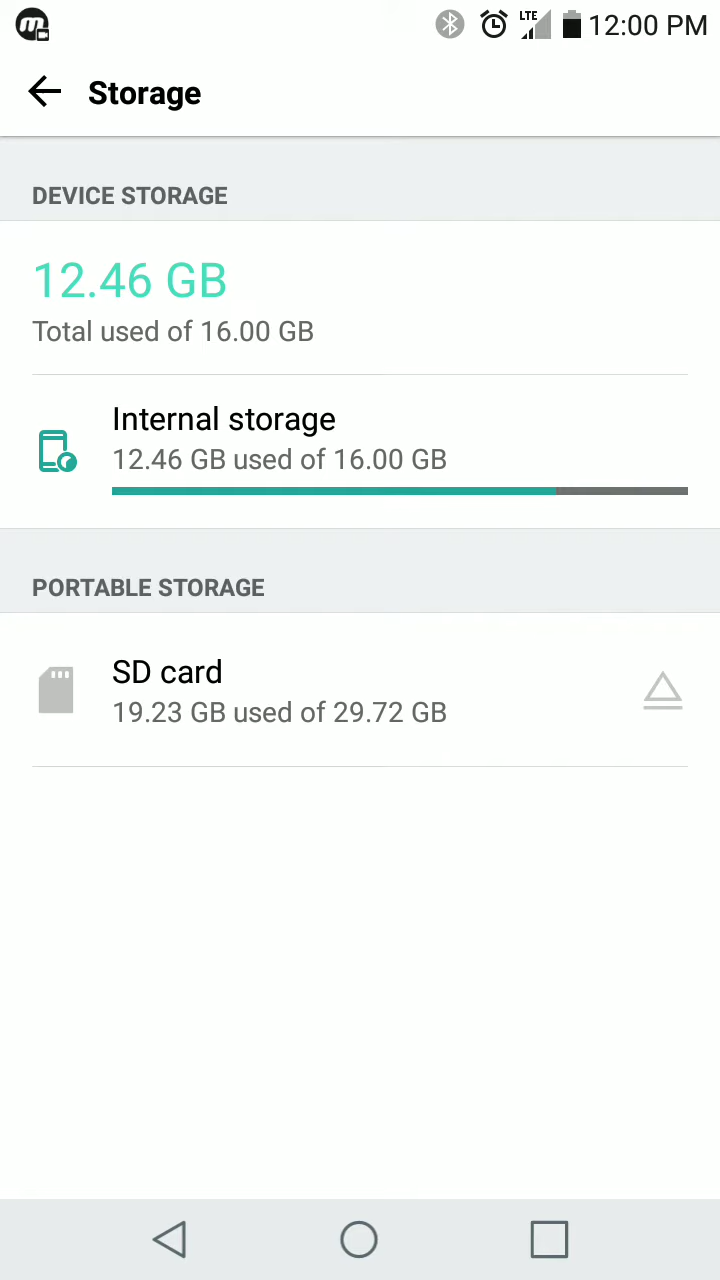 m
LTE
12:00 PM
Storage
DEVICE STORAGE
12.46 GB
Total used of 16.00 GB
Internal storage
12.46 GB used of 16.00 GB
PORTABLE STORAGE
SD card
19.23 GB used of 29.72 GB